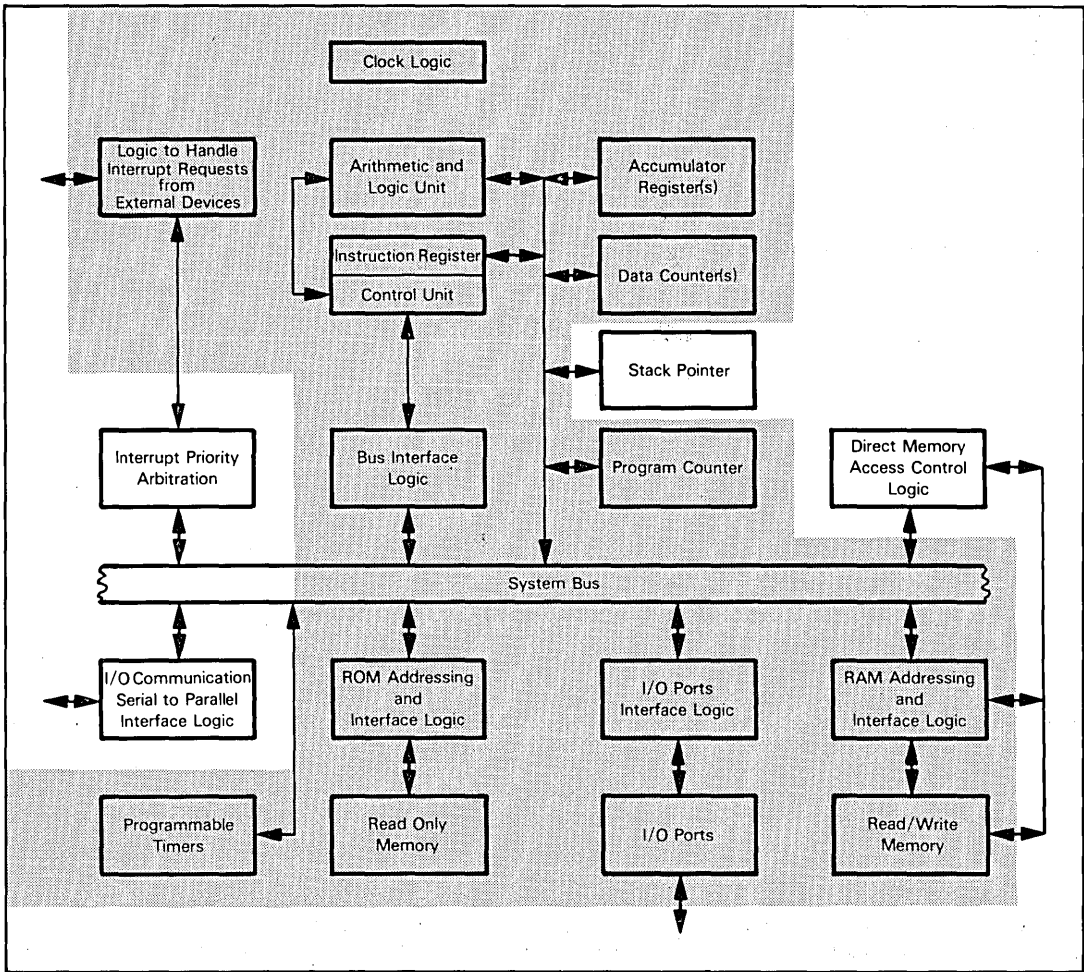 Clock Logic
Logic to Handle
Interrupt Requests
from
External Devices
Arithmetic and
Logic Unit
Accumulator
Register(s)
Instruction Register
Control Unit
Data Counter(s)
Stack Pointer
Interrupt Priority
Arbitration
Bus Interface
Logic
Program Counter
Direct Memory
Access Control
Logic
System Bus
I/O Communication
Serial to Parallel
Interface Logic
ROM Addressing
and
Interface Logic
I/O Ports
Interface Logic
RAM Addressing
and
Interface Logic
Programmable
Timers
Read Only
Memory
I/O Ports
Read/Write
Memory